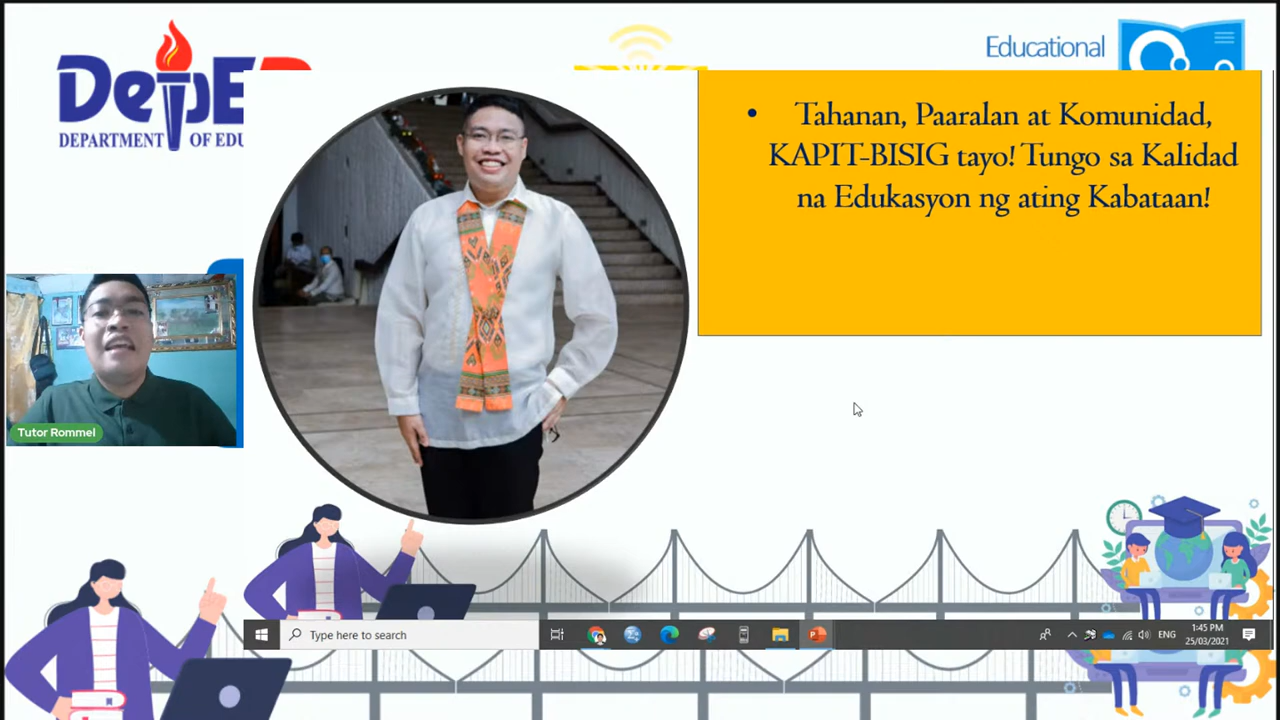 DepE
DEPARTMENT OF EDU
Educational
• Tahanan, Paaralan at Komunidad,
KAPIT-BISIG tayo! Tungo sa Kalidad
na Edukasyon ng ating Kabataan!
Tutor Rommel
Type here to search
ENG
1:45 PM
25/03/2021